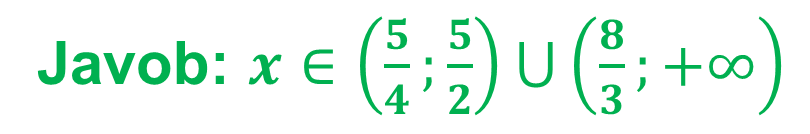 Javob: x ∈ (5/4; 5/2) ∪ (8/3; +∞)